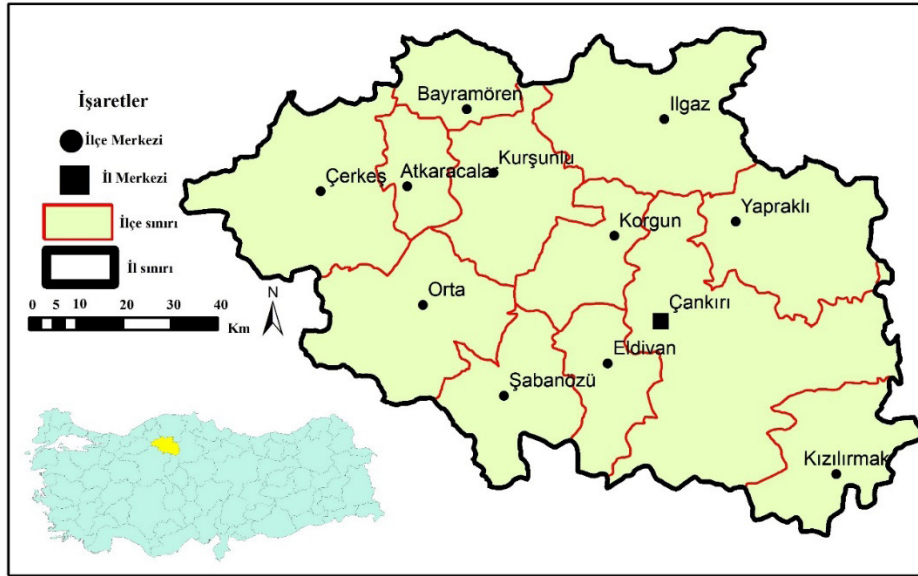 İşaretler
İlçe Merkezi
İl Merkezi
İlçe sınırı
İl sınırı
0 5 10 20 30 40
Km
N
Bayramören
Ilgaz
Kurşunlu
Atkaracalar
Çerkeş
Yapraklı
Korgun
Orta
Çankırı
Eldivan
Şabanözü
Kızılırmak